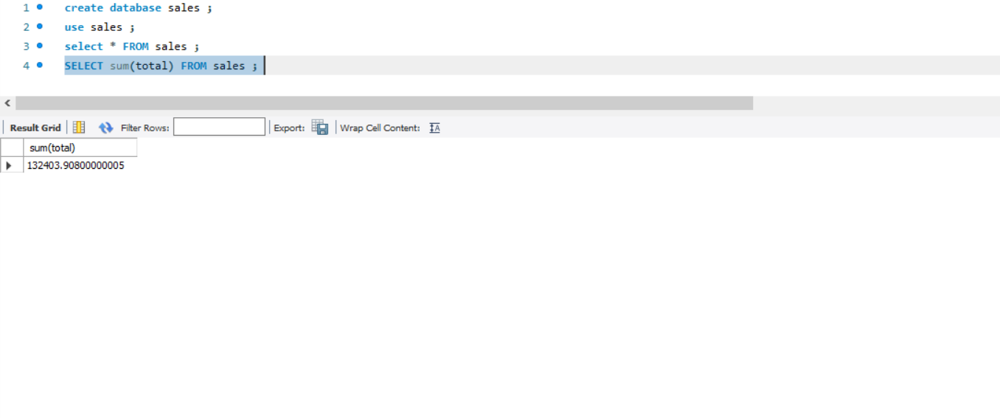 1 create database sales ;
2 use sales ;
3 select * FROM sales ;
4 SELECT sum(total) FROM sales ;
Result Grid Filter Rows: Export: Wrap Cell Content: IA
sum(total)
132403.90800000005